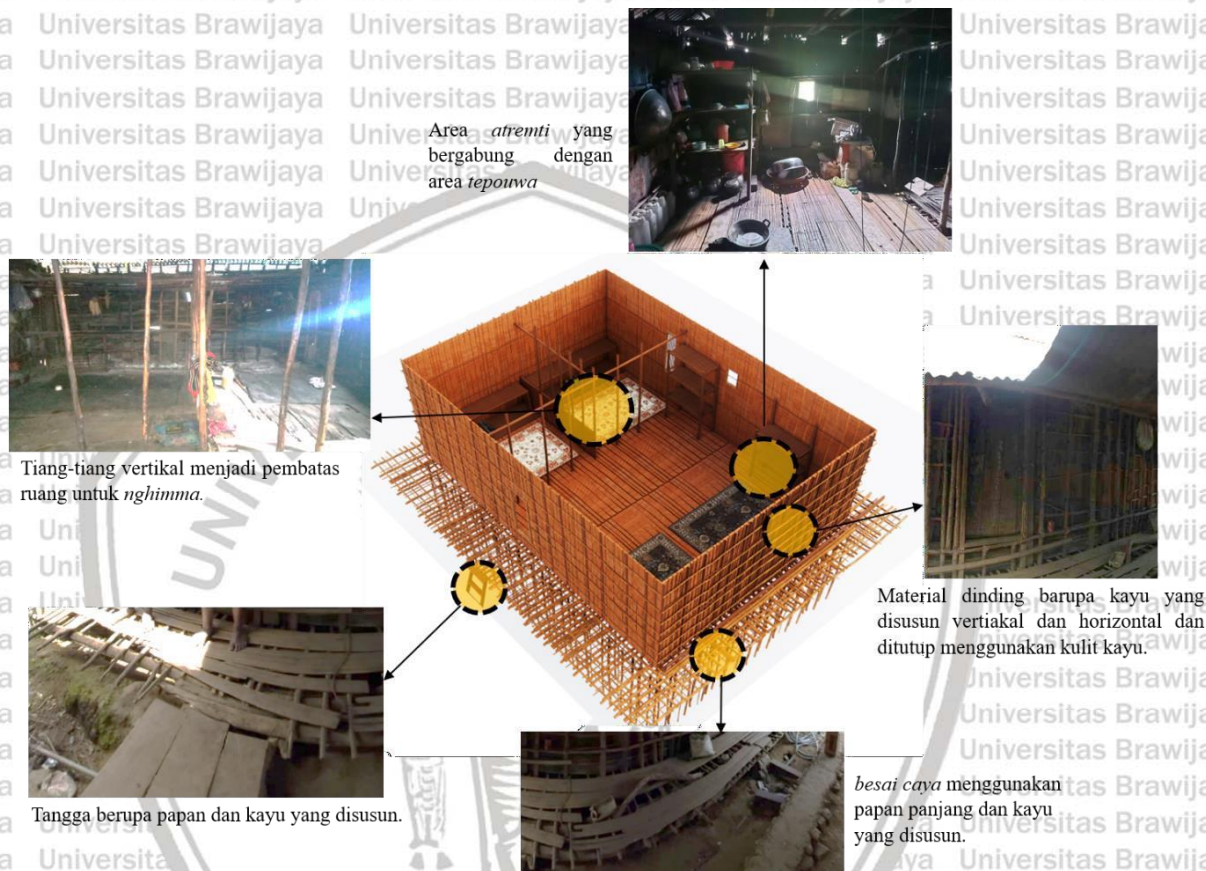 Area atremti yang
bergabung dengan
area tepouwa
Tiang-tiang vertikal menjadi pembatas
ruang untuk nghimma.
Material dinding barupa kayu yang
disusun vertiakal dan horizontal dan
ditutup menggunakan kulit kayu.
Tangga berupa papan dan kayu yang disusun.
besai caya menggunakan
papan panjang dan kayu
yang disusun.
Universitas Brawijaya